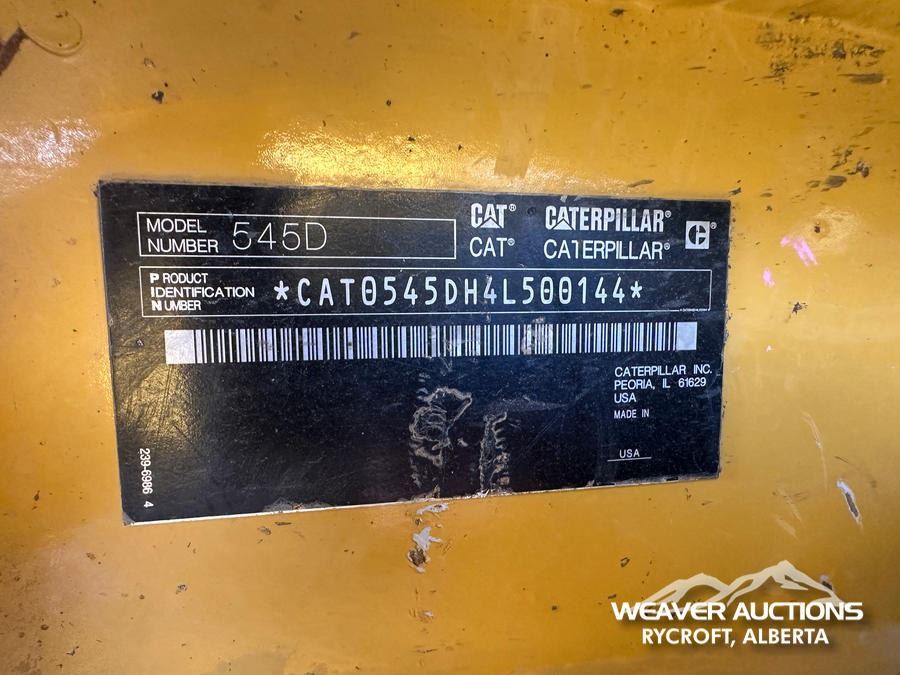 MODEL NUMBER 545D
CAT® CATERPILLAR® C®
CAT® CATERPILLAR®
PRODUCT
IDENTIFICATION
NUMBER
*CAT0545DH4L500144*
CATERPILLAR INC.
PEORIA, IL 61629
USA
MADE IN
USA
239-6986 4
WEAVER AUCTIONS
RYCROFT, ALBERTA